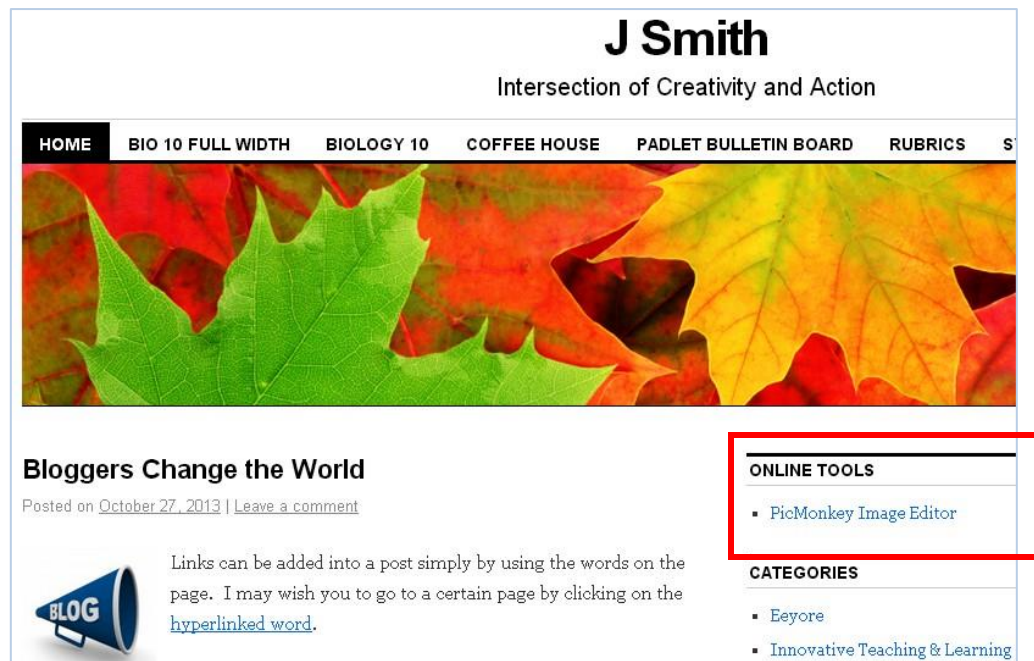 J Smith
Intersection of Creativity and Action
HOME BIO 10 FULL WIDTH BIOLOGY 10 COFFEE HOUSE PADLET BULLETIN BOARD RUBRICS
Bloggers Change the World
Posted on October 27, 2013 | Leave a comment
BLOG
Links can be added into a post simply by using the words on the
page. I may wish you to go to a certain page by clicking on the
hyperlinked word.
ONLINE TOOLS
PicMonkey Image Editor
CATEGORIES
Eeyore
Innovative Teaching & Learning